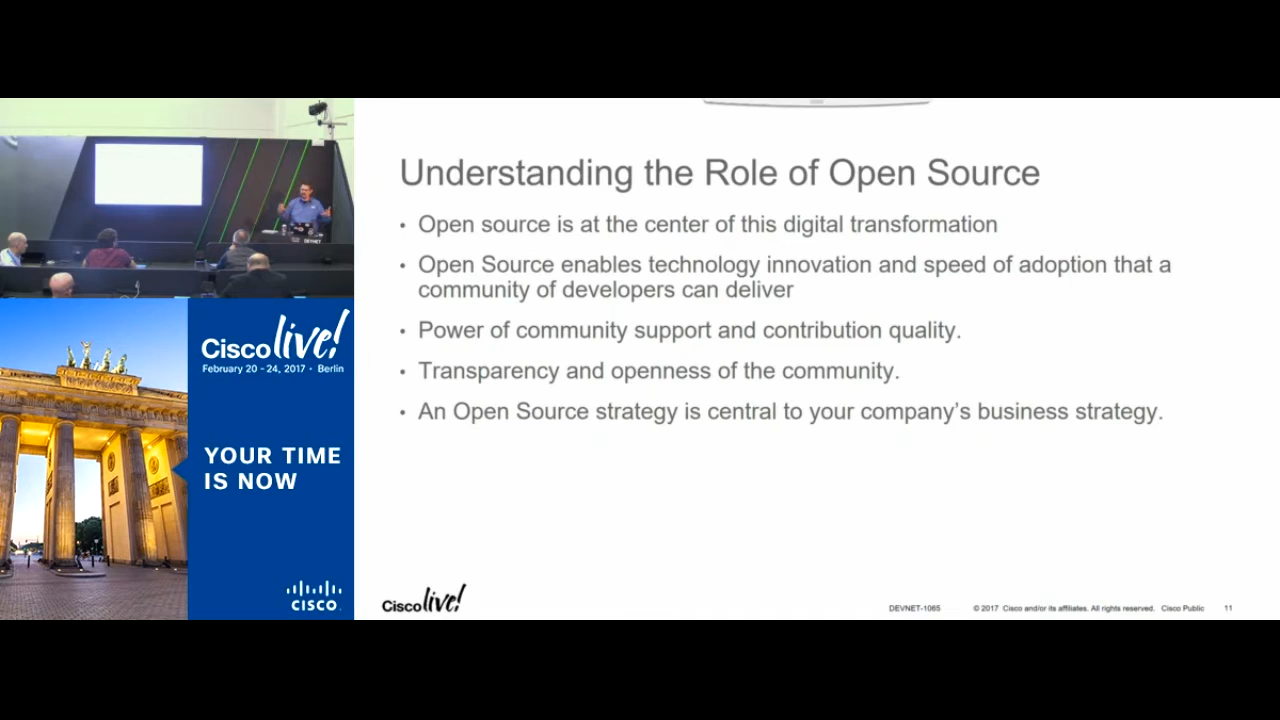 DEVNET
Cisco live!
February 20 - 24, 2017 • Berlin
YOUR TIME
IS NOW
CISCO
Understanding the Role of Open Source
• Open source is at the center of this digital transformation
• Open Source enables technology innovation and speed of adoption that a
community of developers can deliver
• Power of community support and contribution quality.
• Transparency and openness of the community.
• An Open Source strategy is central to your company’s business strategy.
Cisco live!
DEVNET-1065 © 2017 Cisco and/or its affiliates. All rights reserved. Cisco Public 11